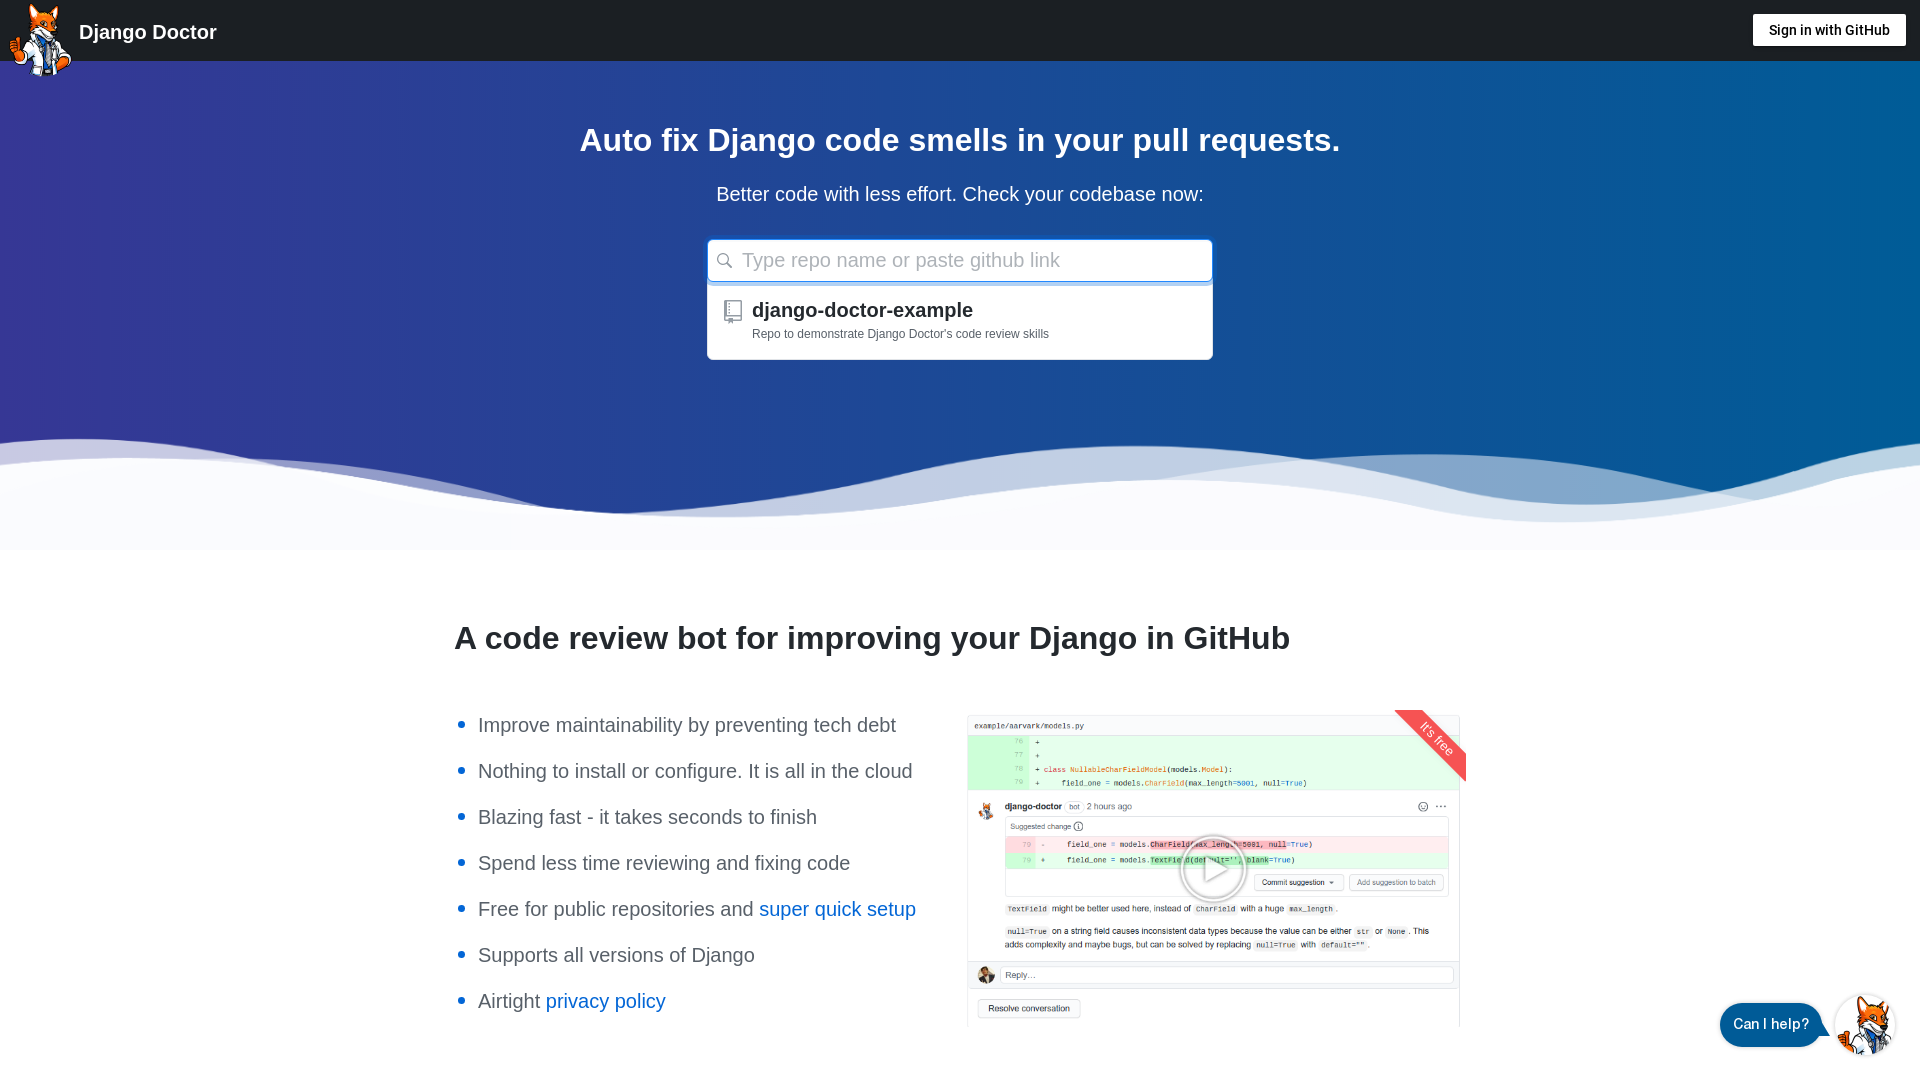 Django Doctor
Sign in with GitHub
Auto fix Django code smells in your pull requests.
Better code with less effort. Check your codebase now:
Type repo name or paste github link
django-doctor-example
Repo to demonstrate Django Doctor's code review skills
A code review bot for improving your Django in GitHub
Improve maintainability by preventing tech debt
Nothing to install or configure. It is all in the cloud
Blazing fast - it takes seconds to finish
Spend less time reviewing and fixing code
Free for public repositories and super quick setup
Supports all versions of Django
Airtight privacy policy
example/aarvark/models.py
It's free
76 +
77 +
78 + class NullableCharFieldModel(models.Model):
79 + field_one = models.CharField(max_length=5001, null=True)
django-doctor bot 2 hours ago
Suggested change
79 - field_one = models.CharField(max_length=5001, null=True)
79 + field_one = models.TextField(default='', blank=True)
Commit suggestion
Add suggestion to batch
TextField might be better used here, instead of CharField with a huge max_length.
null=True on a string field causes inconsistent data types because the value can be either str or None. This
adds complexity and maybe bugs, but can be solved by replacing null=True with default="".
Reply...
Resolve conversation
Can I help?